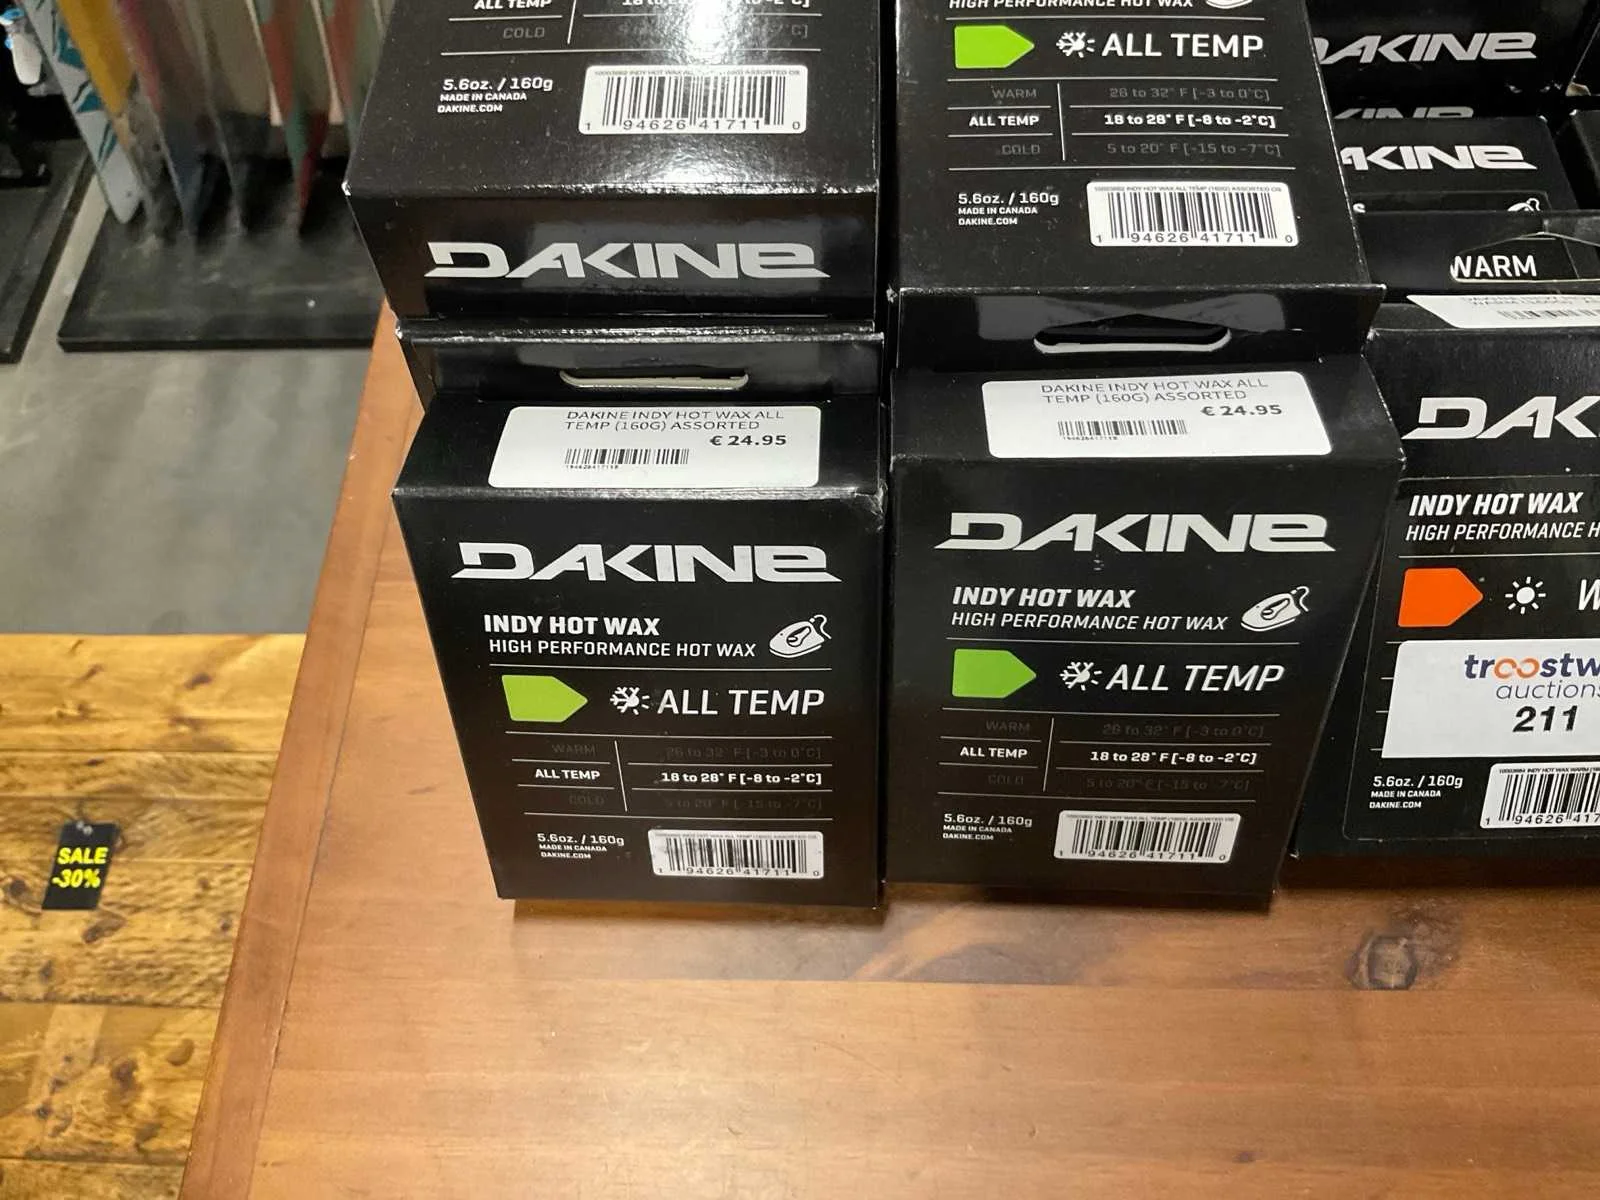 ALL TEMP
COLD
5.6oz. / 160g
MADE IN CANADA
DAKINE.COM
1 94626 41711 0
DAKINE
HIGH PERFORMANCE HOT WAX
ALL TEMP
WARM 26 to 32° F [-3 to 0°C]
ALL TEMP 18 to 28° F [-8 to -2°C]
COLD 5 to 20° F [-15 to -7°C]
5.6oz. / 160g
MADE IN CANADA
DAKINE.COM
1 94626 41711 0
DAKINE
WARM
DAKINE INDY HOT WAX ALL
TEMP (160G) ASSORTED
€ 24.95
DAKINE
INDY HOT WAX
HIGH PERFORMANCE HOT WAX
ALL TEMP
WARM 26 to 32° F [-3 to 0°C]
ALL TEMP 18 to 28° F [-8 to -2°C]
COLD 5 to 20° F [-15 to -7°C]
5.6oz. / 160g
MADE IN CANADA
DAKINE.COM
1 94626 41711 0
DAKINE INDY HOT WAX ALL
TEMP (160G) ASSORTED
€ 24.95
DAKINE
INDY HOT WAX
HIGH PERFORMANCE HOT WAX
ALL TEMP
WARM 26 to 32° F [-3 to 0°C]
ALL TEMP 18 to 28° F [-8 to -2°C]
COLD 5 to 20° F [-15 to -7°C]
5.6oz. / 160g
MADE IN CANADA
DAKINE.COM
1 94626 41711 0
DAK
INDY HOT WAX
HIGH PERFORMANCE H
W
troostw
auctions
211
5.6oz. / 160g
MADE IN CANADA
DAKINE.COM
1 94626 417
SALE
-30%